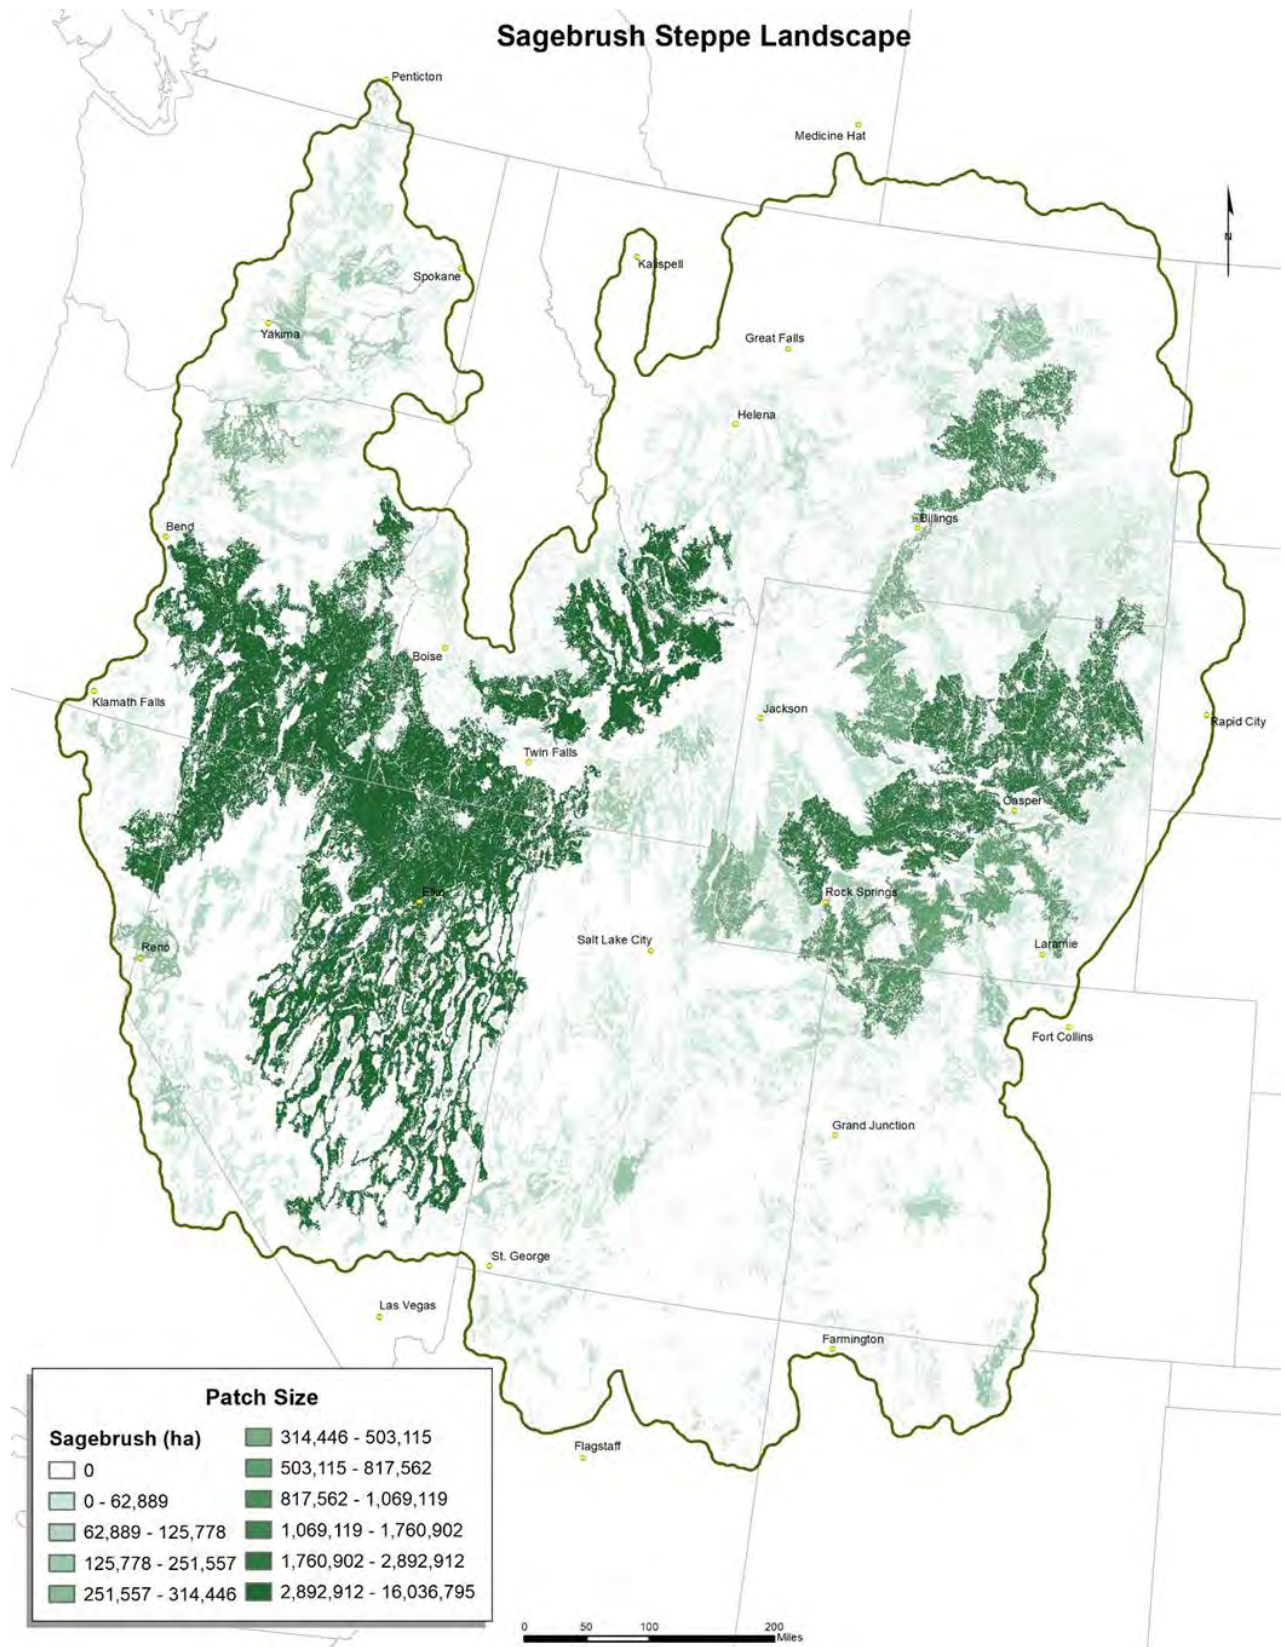 Sagebrush Steppe Landscape
Penticton
Medicine Hat
N
Kalispell
Spokane
Yakima
Great Falls
Helena
Billings
Bend
Boise
Klamath Falls
Jackson
Rapid City
Twin Falls
Casper
Elko
Rock Springs
Reno
Salt Lake City
Laramie
Fort Collins
Grand Junction
St. George
Las Vegas
Farmington
Flagstaff
Patch Size
Sagebrush (ha)
0
0 - 62,889
62,889 - 125,778
125,778 - 251,557
251,557 - 314,446
314,446 - 503,115
503,115 - 817,562
817,562 - 1,069,119
1,069,119 - 1,760,902
1,760,902 - 2,892,912
2,892,912 - 16,036,795
0 50 100 200
Miles